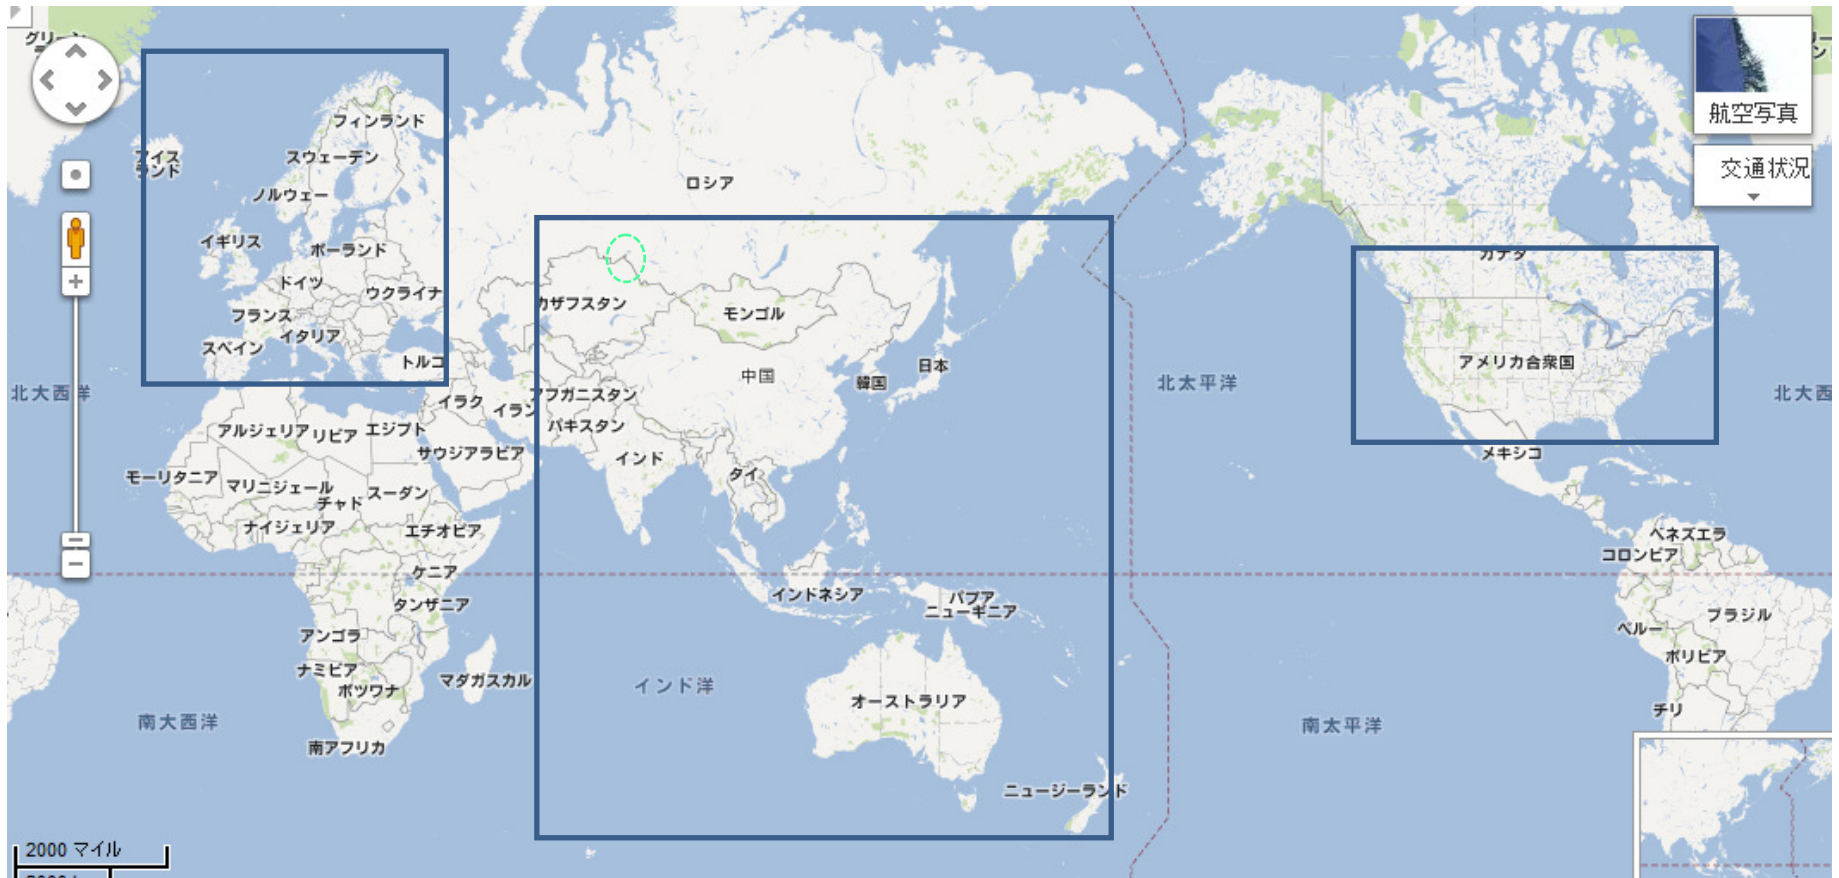 グリーン
フィンランド
アイス
ランド
スウェーデン
ノルウェー
ロシア
イギリス
ポーランド
ドイツ
ウクライナ
フランス
イタリア
スペイン
トルコ
カザフスタン
モンゴル
中国
韓国
日本
北大西洋
イラク
イラン
アフガニスタン
パキスタン
アルジェリア
リビア
エジプト
サウジアラビア
インド
タイ
モーリタニア
マリ
ニジェール
チャド
スーダン
ナイジェリア
エチオピア
ケニア
タンザニア
アンゴラ
ナミビア
ボツワナ
マダガスカル
南アフリカ
南大西洋
インド洋
インドネシア
パプア
ニューギニア
オーストラリア
ニュージーランド
北太平洋
南太平洋
カナダ
アメリカ合衆国
メキシコ
北大西
ベネズエラ
コロンビア
ブラジル
ペルー
ボリビア
チリ
航空写真
交通状況
2000 マイル